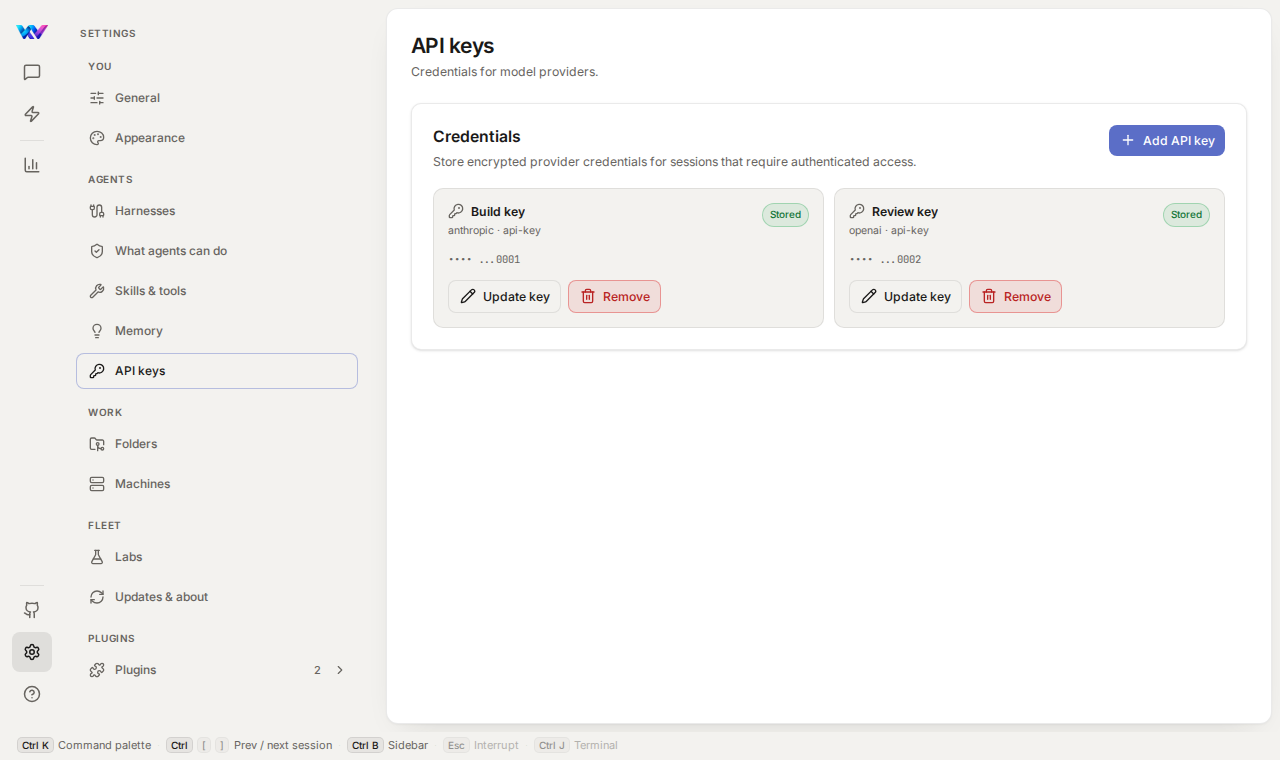 SETTINGS
YOU
General
Appearance
AGENTS
Harnesses
What agents can do
Skills & tools
Memory
API keys
WORK
Folders
Machines
FLEET
Labs
Updates & about
PLUGINS
Plugins 2
API keys
Credentials for model providers.
Credentials
Store encrypted provider credentials for sessions that require authenticated access.
Add API key
Build key Stored
anthropic · api-key
•••• ...0001
Update key Remove
Review key Stored
openai · api-key
•••• ...0002
Update key Remove
Ctrl K Command palette Ctrl [ ] Prev / next session Ctrl B Sidebar Esc Interrupt Ctrl J Terminal